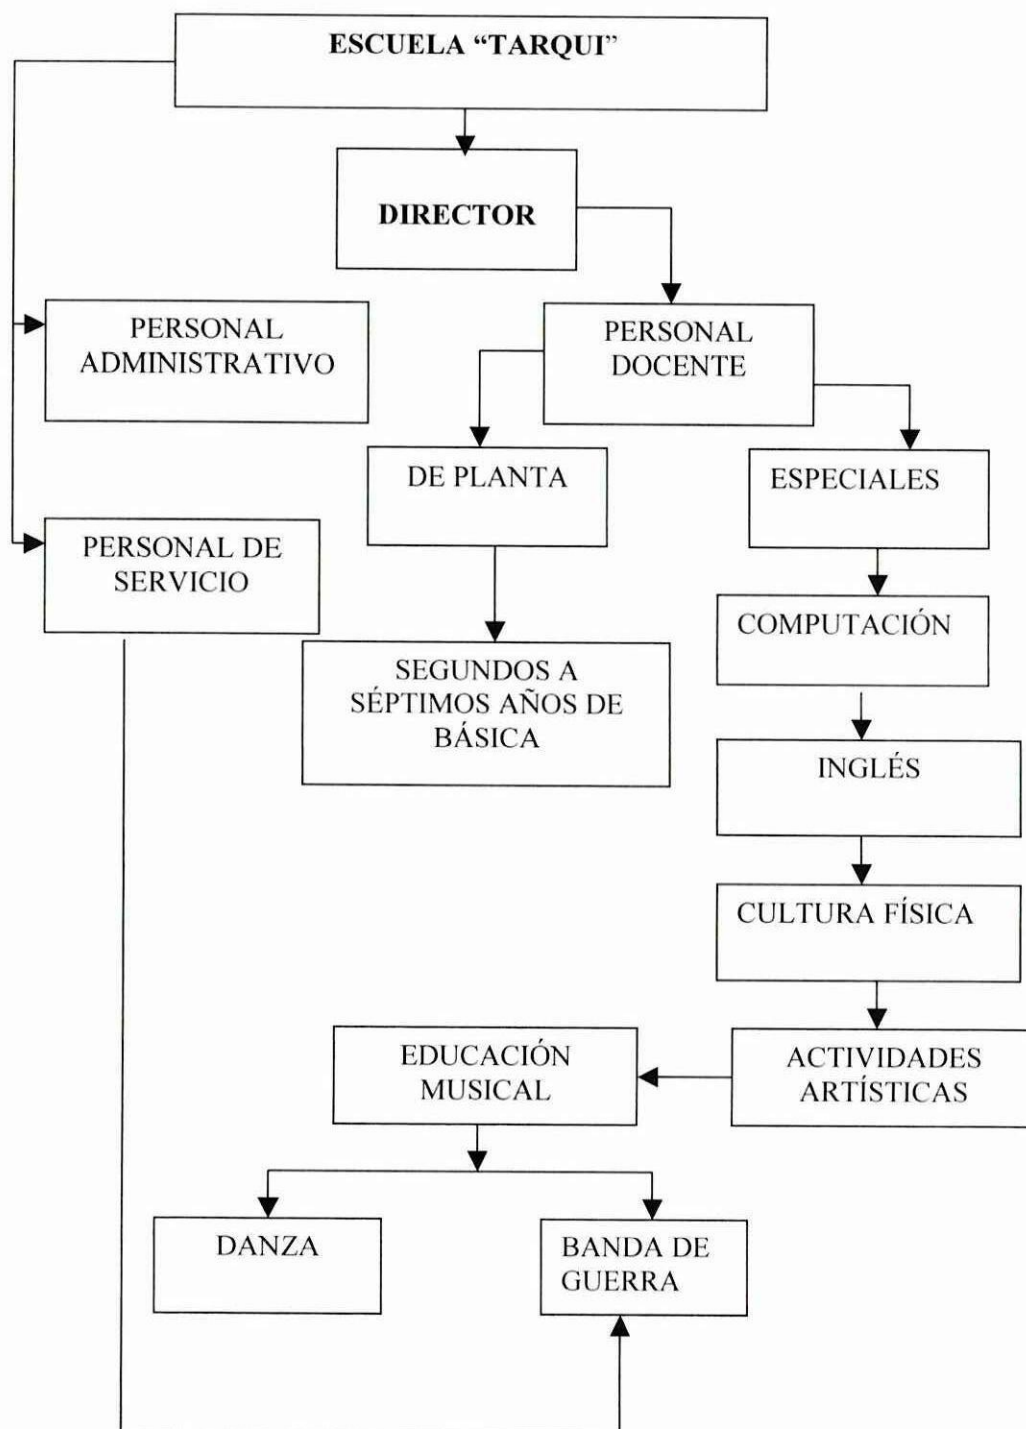 ESCUELA “TARQUI”
DIRECTOR
PERSONAL
ADMINISTRATIVO
PERSONAL
DOCENTE
DE PLANTA
ESPECIALES
PERSONAL DE
SERVICIO
COMPUTACIÓN
SEGUNDOS A
SÉPTIMOS AÑOS DE
BÁSICA
INGLÉS
CULTURA FÍSICA
EDUCACIÓN
MUSICAL
ACTIVIDADES
ARTÍSTICAS
DANZA
BANDA DE
GUERRA